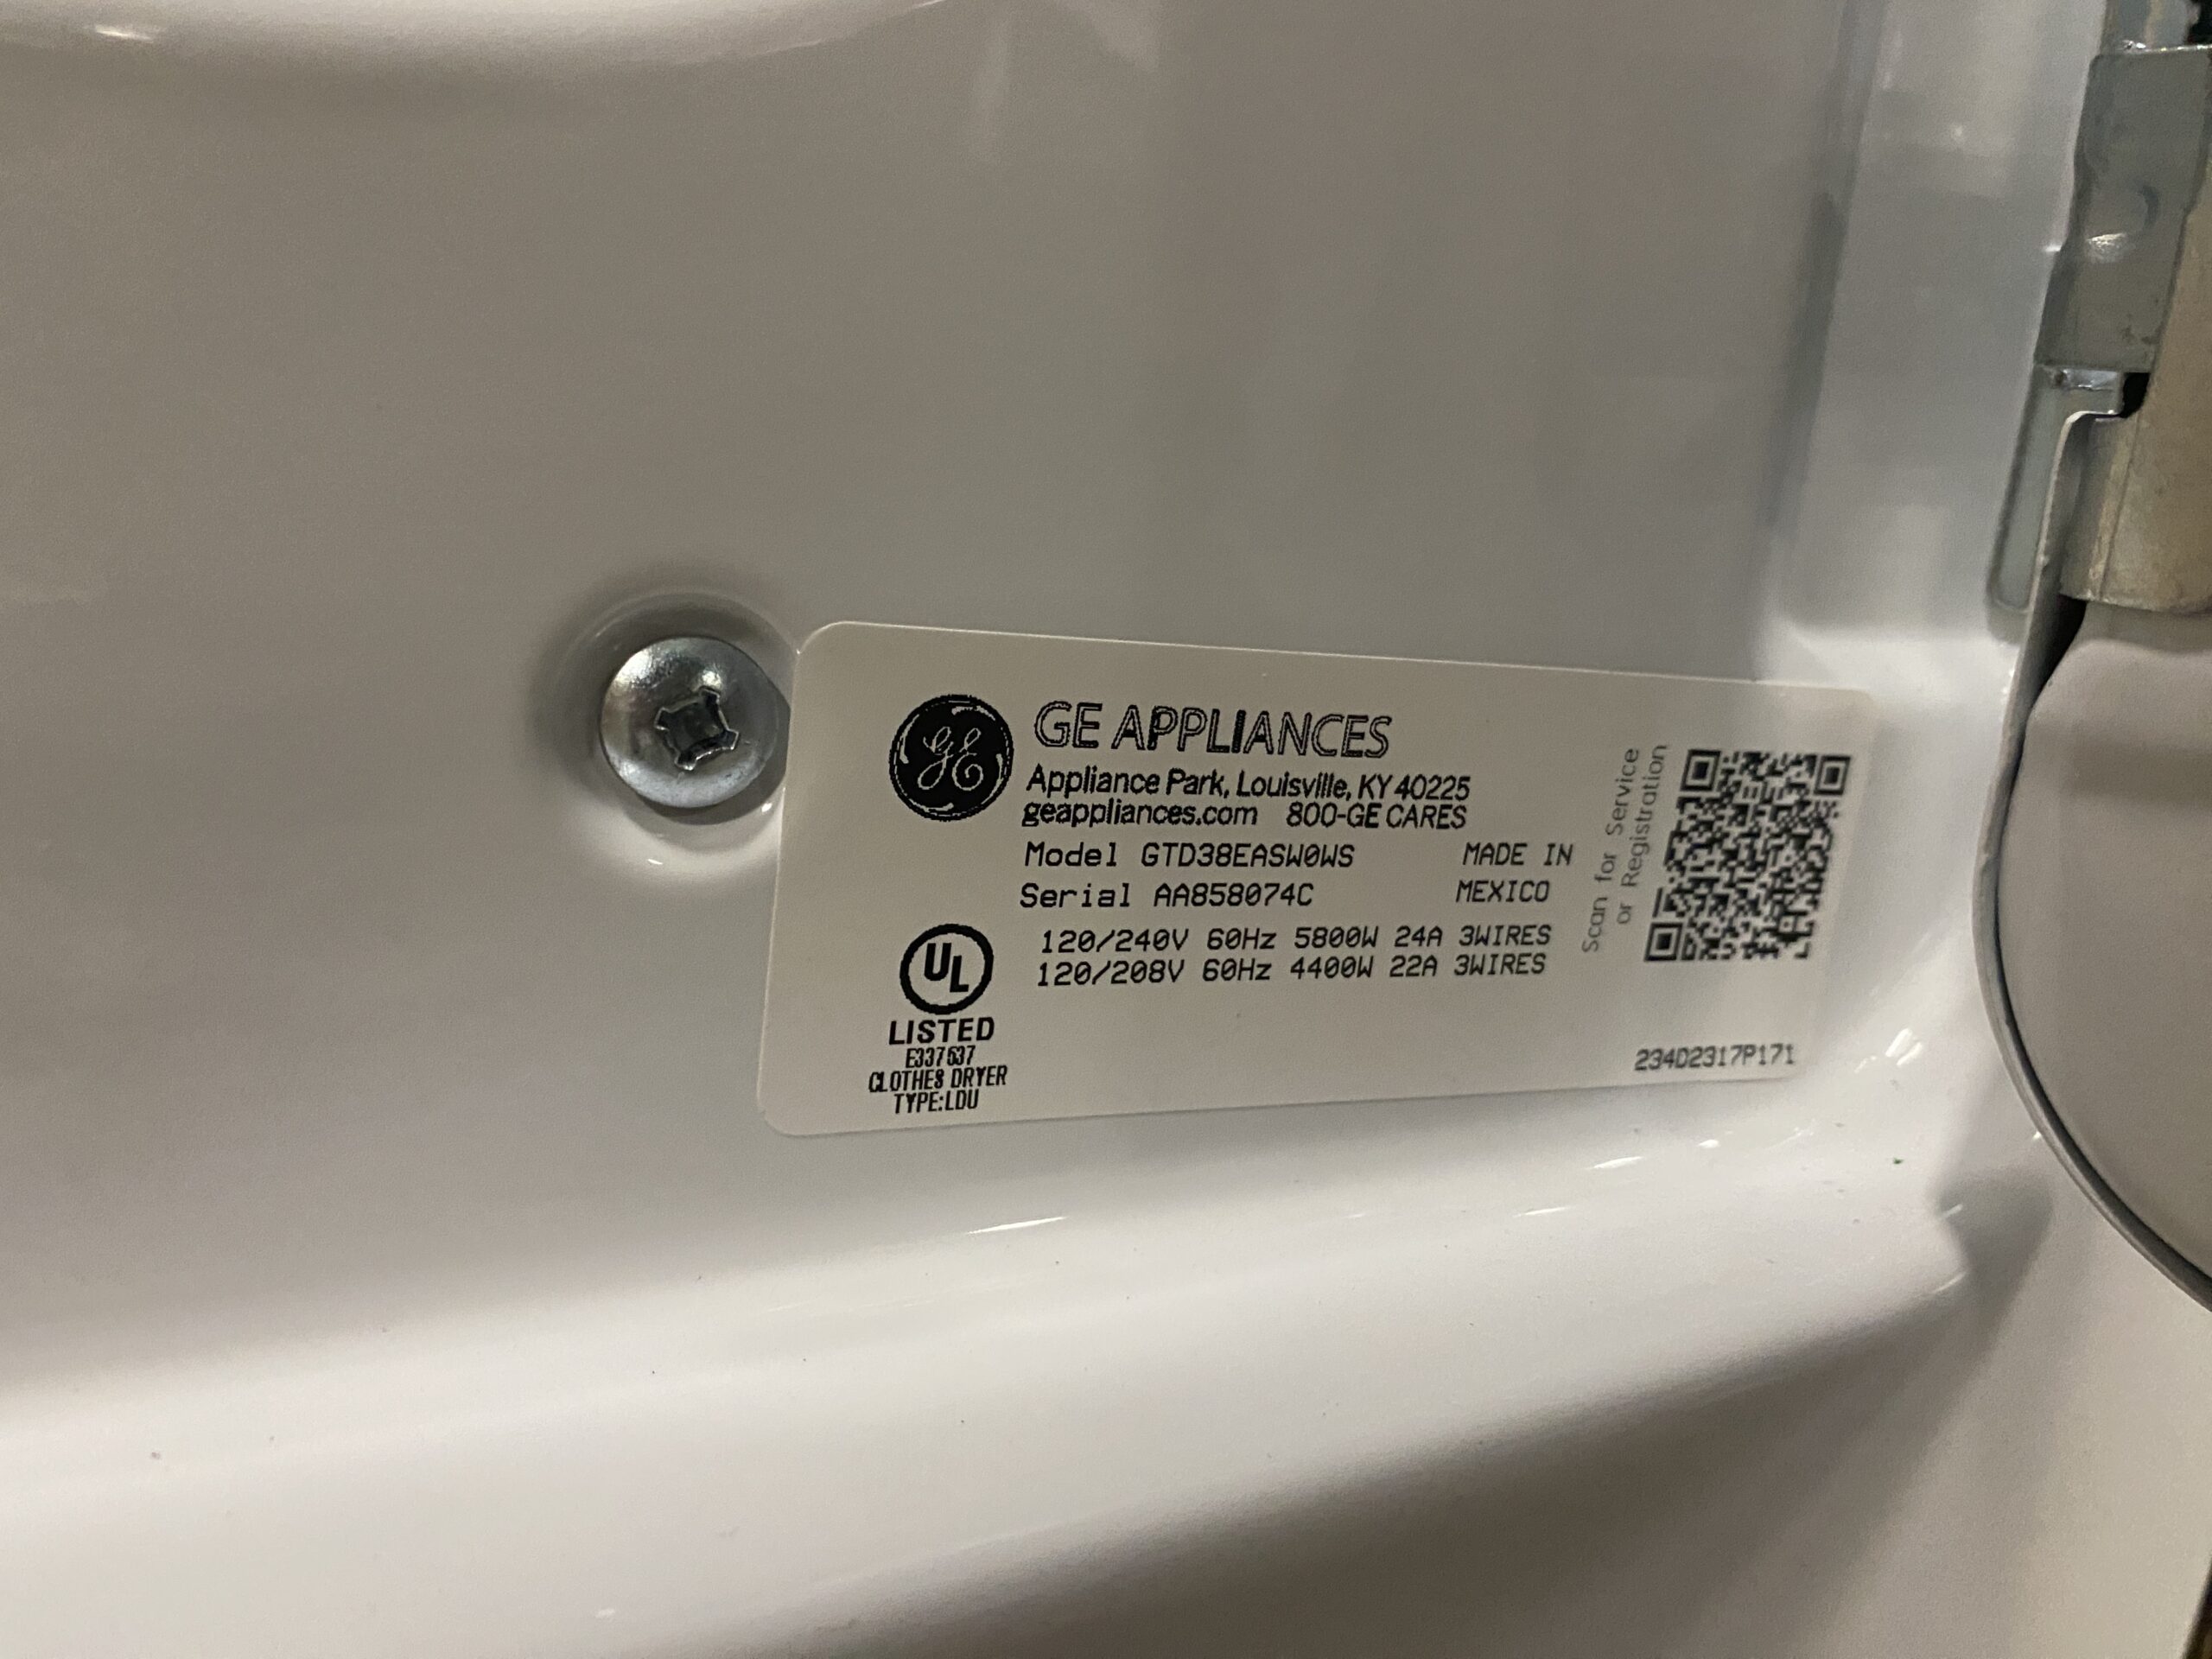 GE
GE APPLIANCES
Appliance Park, Louisville, KY 40225
geappliances.com 800-GE CARES
Model GTD38EASW0WS MADE IN
Serial AA858074C MEXICO
120/240V 60Hz 5800W 24A 3WIRES
120/208V 60Hz 4400W 22A 3WIRES
UL
LISTED
E337637
CLOTHES DRYER
TYPE:LDU
Scan for Service
or Registration
234D2317P171